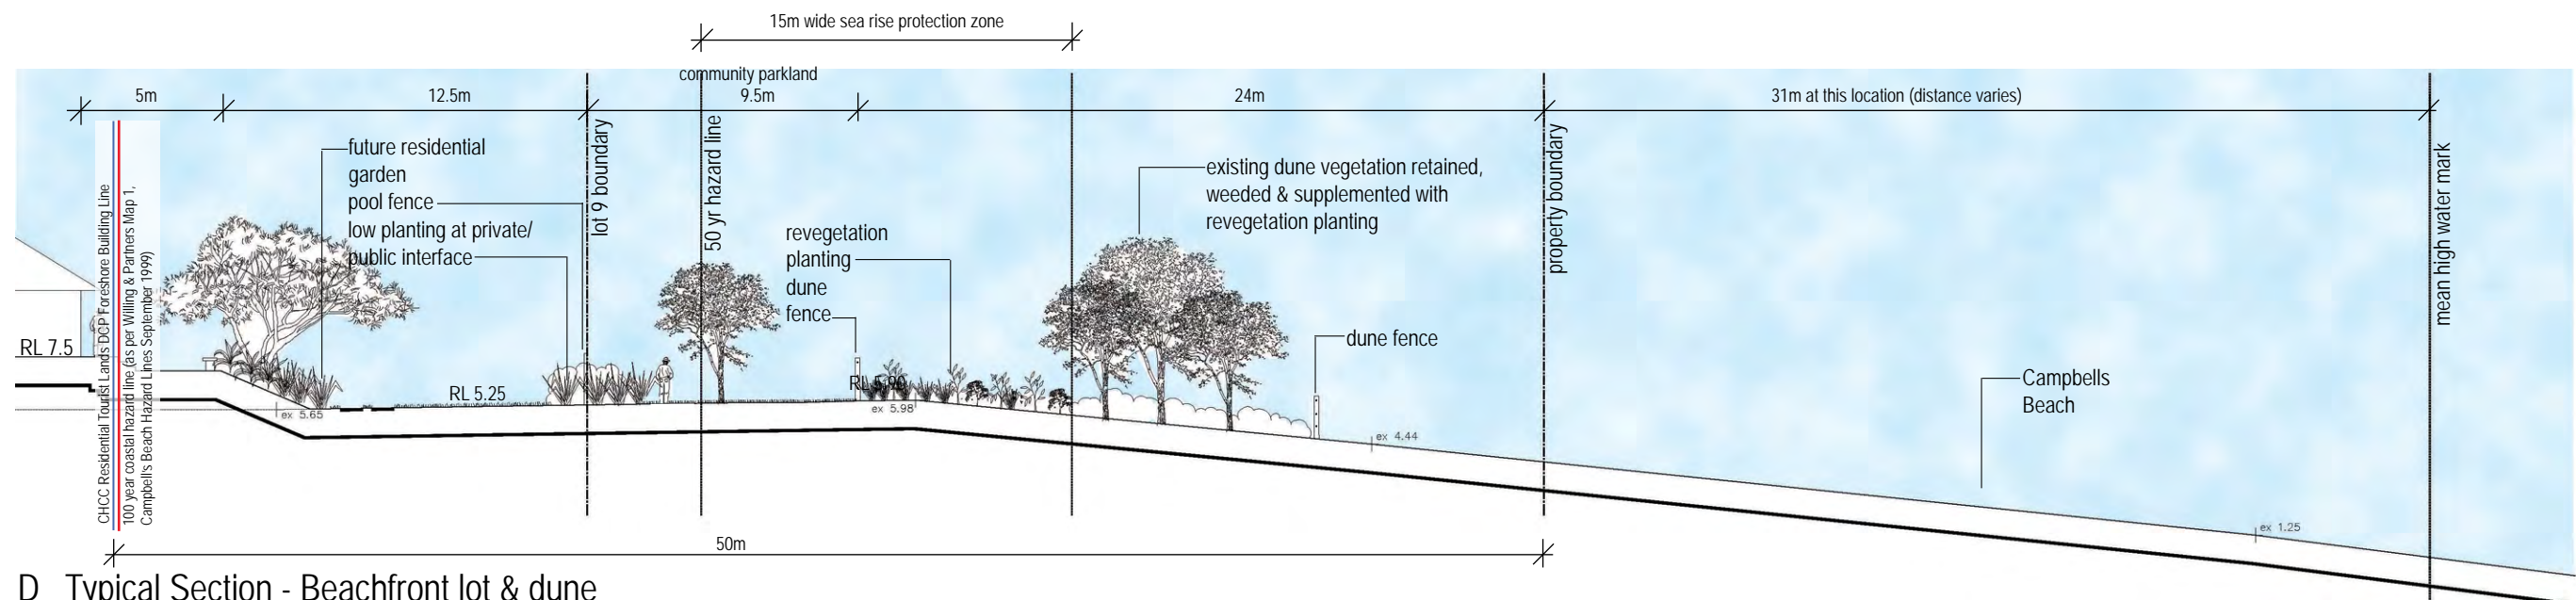 15m wide sea rise protection zone
community parkland
5m
12.5m
9.5m
24m
31m at this location (distance varies)
CHCC Residential Tourist Lands DCP Foreshore Building Line
100 year coastal hazard line (as per Willing & Partners Map 1,
Campbell's Beach Hazard Lines September 1999)
future residential
garden
pool fence
low planting at private/
public interface
lot 9 boundary
50 yr hazard line
revegetation
planting
dune
fence
existing dune vegetation retained,
weeded & supplemented with
revegetation planting
property boundary
mean high water mark
dune fence
Campbells
Beach
RL 7.5
RL 5.25
ex 5.65
ex 5.98
ex 4.44
ex 1.25
50m
D Typical Section - Beachfront lot & dune